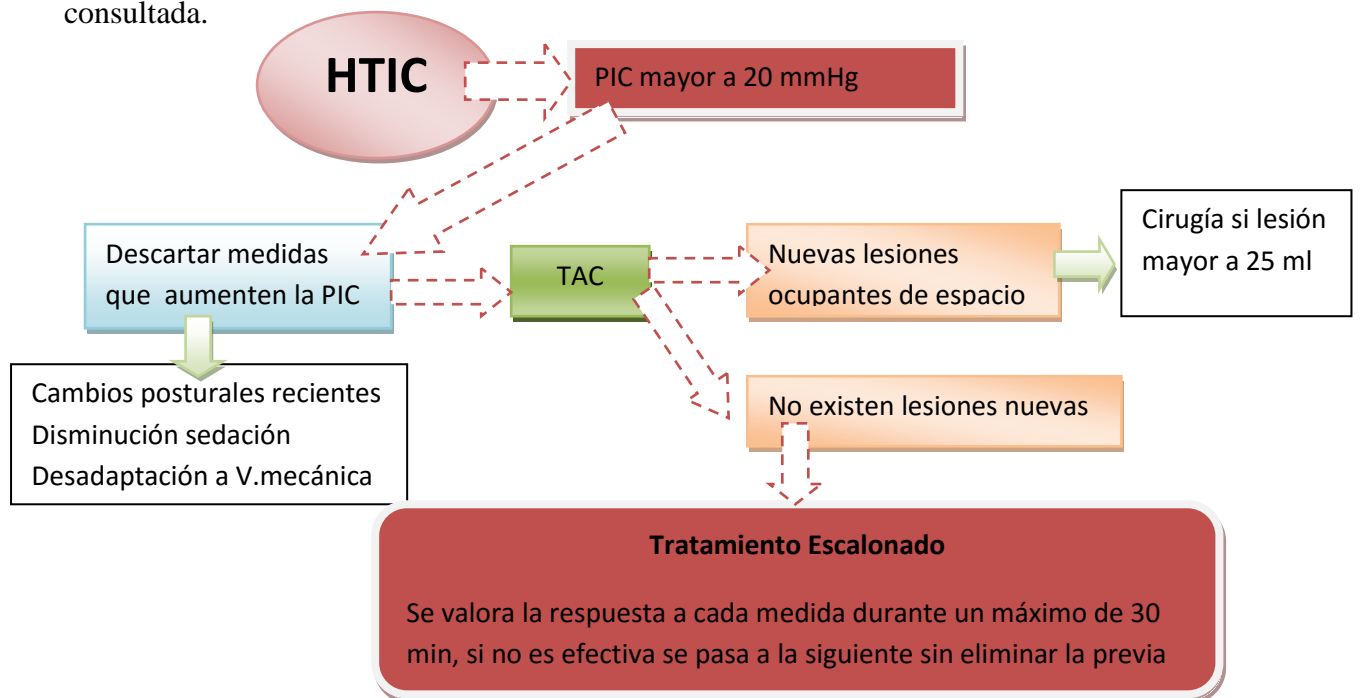 consultada.
HTIC
PIC mayor a 20 mmHg
Descartar medidas
que aumenten la PIC
TAC
Nuevas lesiones
ocupantes de espacio
Cirugía si lesión
mayor a 25 ml
Cambios posturales recientes
Disminución sedación
Desadaptación a V.mecánica
No existen lesiones nuevas
Tratamiento Escalonado
Se valora la respuesta a cada medida durante un máximo de 30
min, si no es efectiva se pasa a la siguiente sin eliminar la previa